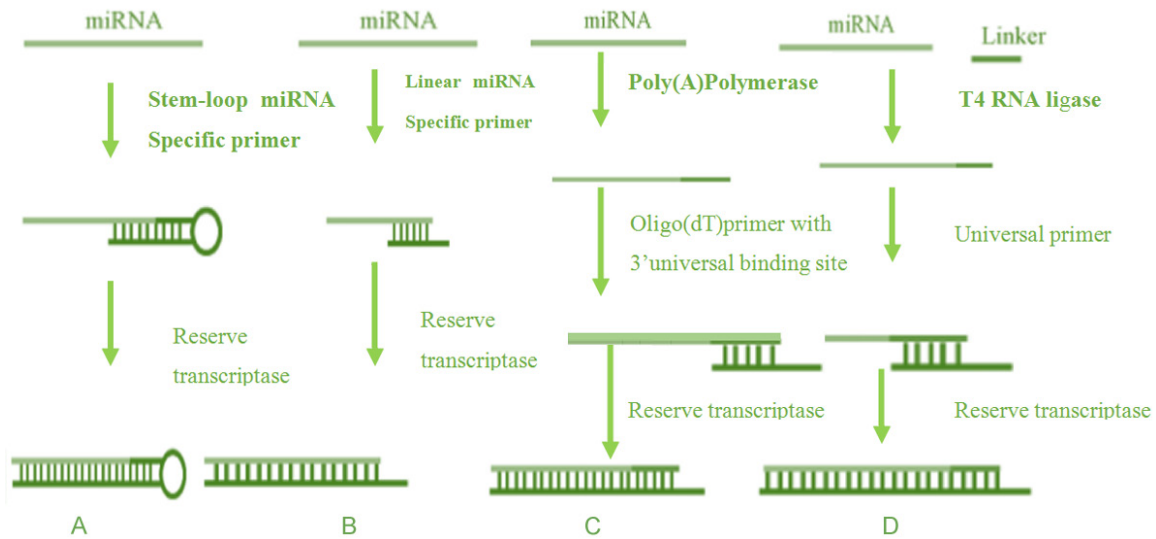 miRNA
Stem-loop miRNA
Specific primer
Reserve
transcriptase
A
miRNA
Linear miRNA
Specific primer
Reserve
transcriptase
B
miRNA
Poly(A)Polymerase
Oligo(dT)primer with
3’universal binding site
Reserve transcriptase
C
miRNA
Linker
T4 RNA ligase
Universal primer
Reserve transcriptase
D